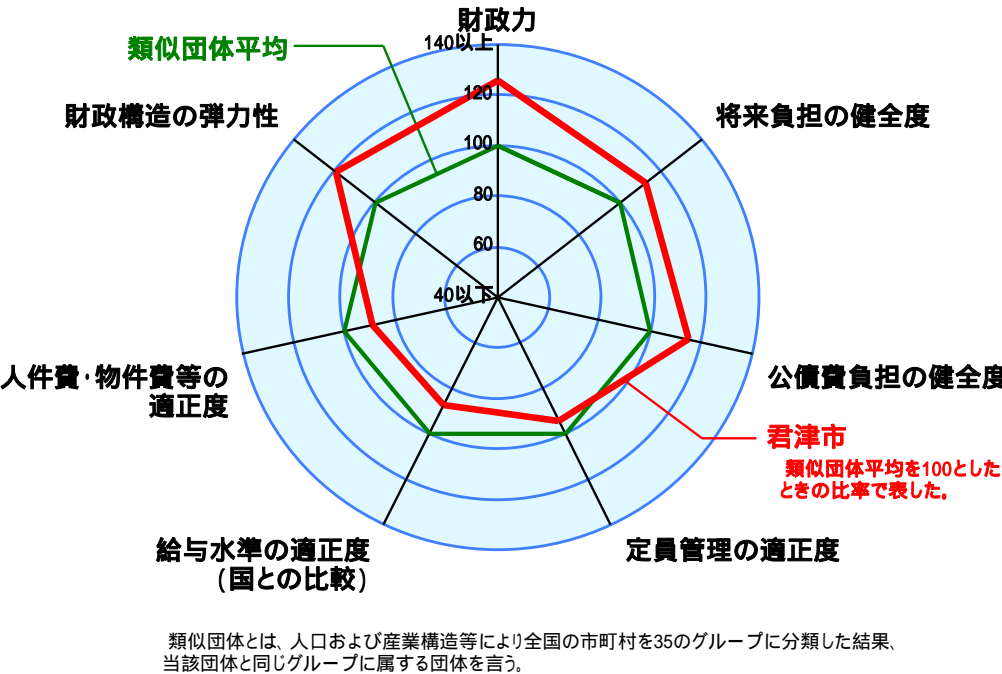 財政力
140以上
類似団体平均
財政構造の弾力性
120
将来負担の健全度
100
80
60
40以下
人件費・物件費等の
適正度
公債費負担の健全度
君津市
類似団体平均を100とした
ときの比率で表した。
給与水準の適正度
(国との比較)
定員管理の適正度
類似団体とは、人口および産業構造等により全国の市町村を35のグループに分類した結果、
当該団体と同じグループに属する団体を言う。